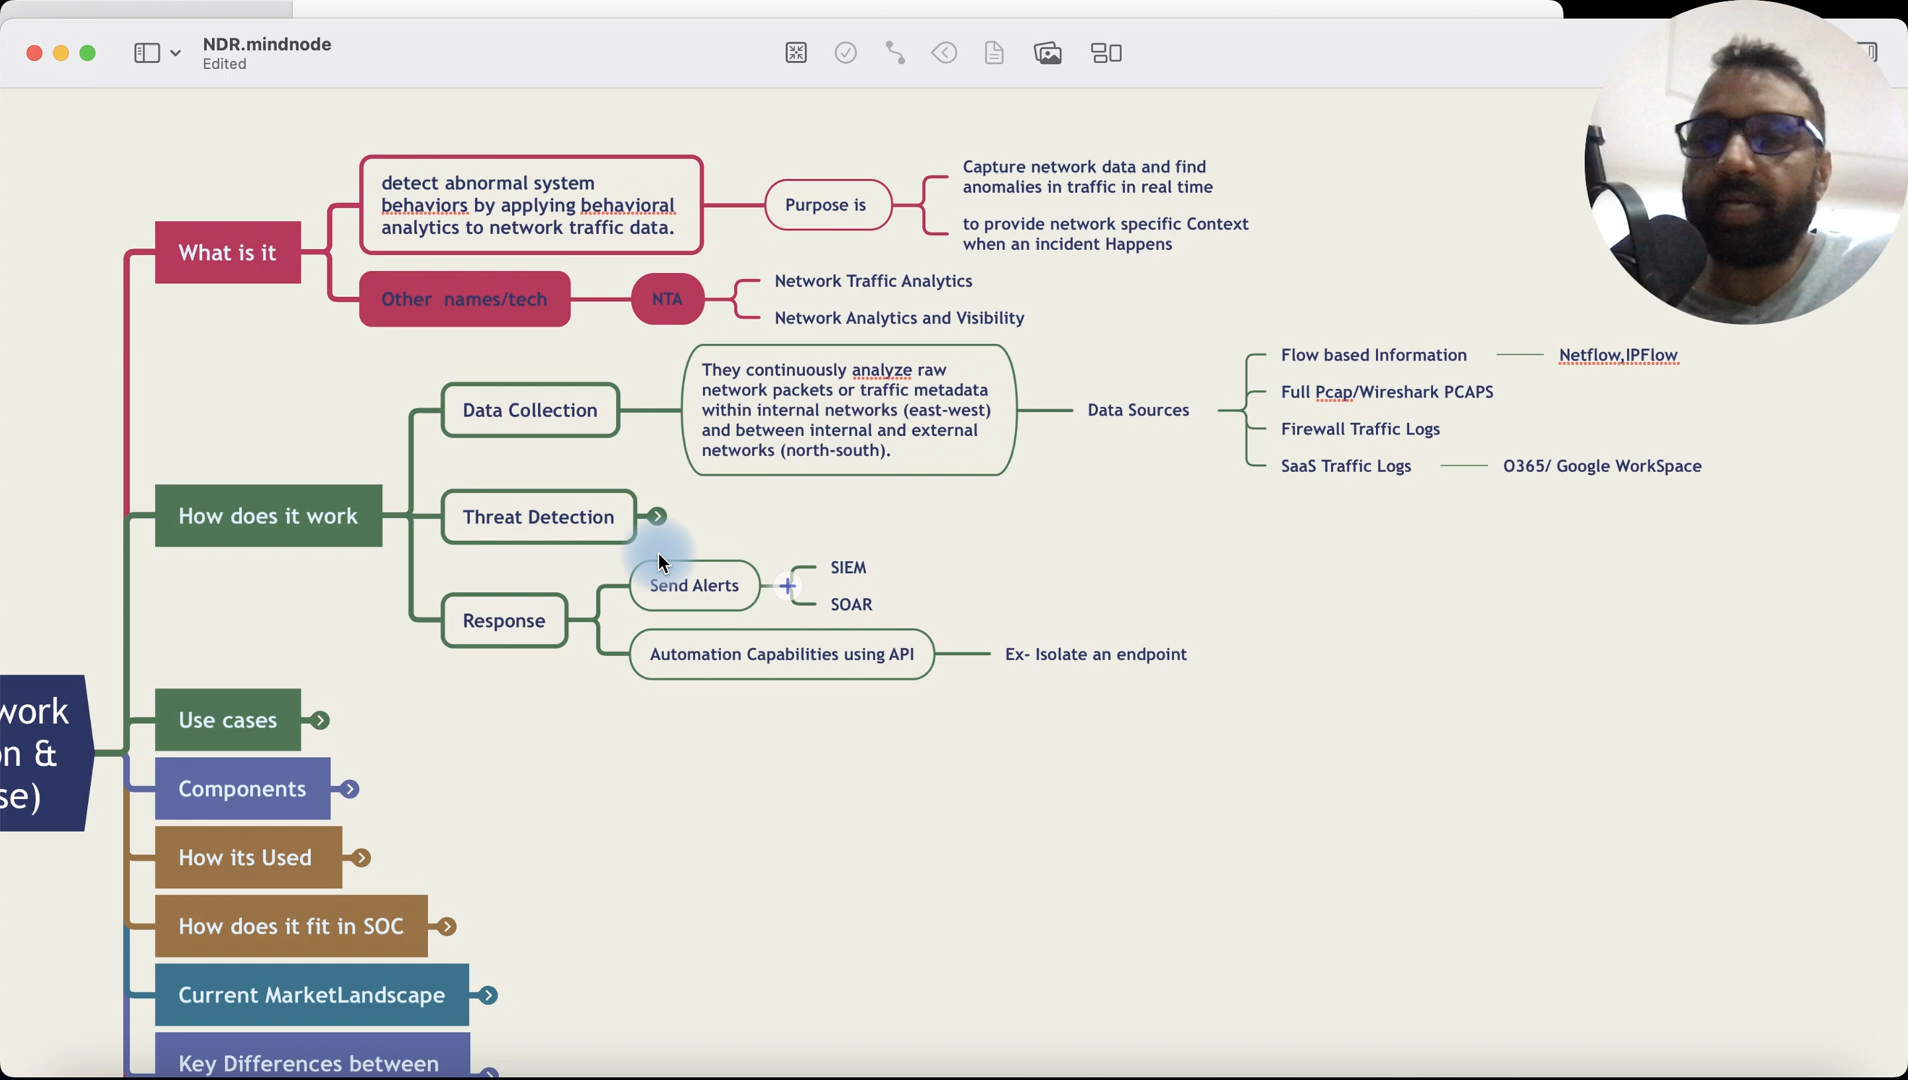 NDR.mindnode
Edited
detect abnormal system
behaviors by applying behavioral
analytics to network traffic data.
Purpose is
Capture network data and find
anomalies in traffic in real time
to provide network specific Context
when an incident Happens
What is it
Other names/tech
NTA
Network Traffic Analytics
Network Analytics and Visibility
Data Collection
They continuously analyze raw
network packets or traffic metadata
within internal networks (east-west)
and between internal and external
networks (north-south).
Data Sources
Flow based Information
Netflow,IPFlow
Full Pcap/Wireshark PCAPS
Firewall Traffic Logs
SaaS Traffic Logs
O365/ Google WorkSpace
How does it work
Threat Detection
Response
Send Alerts
SIEM
SOAR
Automation Capabilities using API
Ex- Isolate an endpoint
work
on &
se)
Use cases
Components
How its Used
How does it fit in SOC
Current MarketLandscape
Key Differences between